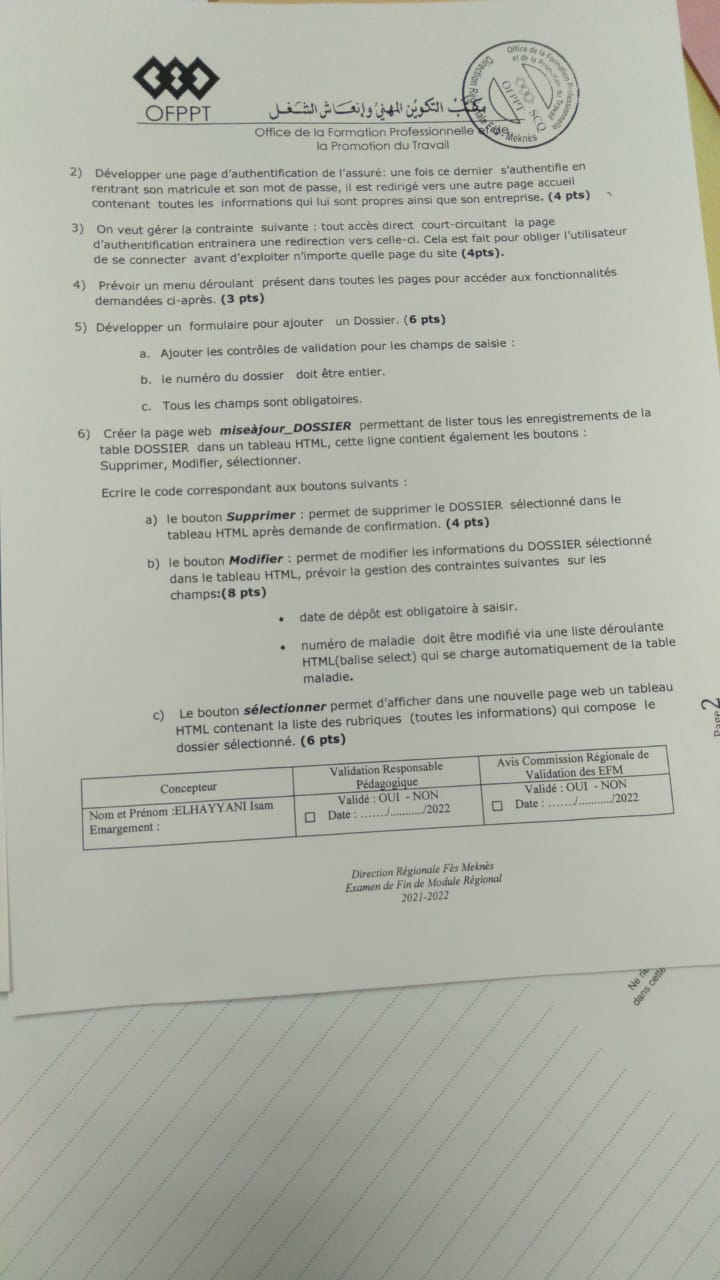 OFPPT
مكتب التكوين المهني وإنعاش الشغل
Office de la Formation Professionnelle et de
la Promotion du Travail
Office de la Formation Professionnelle
et de la Promotion du Travail
OFPPT SCQ
Direction Régionale Fès-Meknès
2) Développer une page d'authentification de l'assuré: une fois ce dernier s'authentifie en
rentrant son matricule et son mot de passe, il est redirigé vers une autre page accueil
contenant toutes les informations qui lui sont propres ainsi que son entreprise. (4 pts)
3) On veut gérer la contrainte suivante : tout accès direct court-circuitant la page
d'authentification entrainera une redirection vers celle-ci. Cela est fait pour obliger l'utilisateur
de se connecter avant d'exploiter n'importe quelle page du site (4pts).
4) Prévoir un menu déroulant présent dans toutes les pages pour accéder aux fonctionnalités
demandées ci-après. (3 pts)
5) Développer un formulaire pour ajouter un Dossier. (6 pts)
a. Ajouter les contrôles de validation pour les champs de saisie :
b. le numéro du dossier doit être entier.
c. Tous les champs sont obligatoires.
6) Créer la page web miseàjour_DOSSIER permettant de lister tous les enregistrements de la
table DOSSIER dans un tableau HTML, cette ligne contient également les boutons :
Supprimer, Modifier, sélectionner.
Ecrire le code correspondant aux boutons suivants :
a) le bouton Supprimer : permet de supprimer le DOSSIER sélectionné dans le
tableau HTML après demande de confirmation. (4 pts)
b) le bouton Modifier : permet de modifier les informations du DOSSIER sélectionné
dans le tableau HTML, prévoir la gestion des contraintes suivantes sur les
champs:(8 pts)
• date de dépôt est obligatoire à saisir.
• numéro de maladie doit être modifié via une liste déroulante
HTML(balise select) qui se charge automatiquement de la table
maladie.
c) Le bouton sélectionner permet d'afficher dans une nouvelle page web un tableau
HTML contenant la liste des rubriques (toutes les informations) qui compose le
dossier sélectionné. (6 pts)
Page 2
Concepteur
Validation Responsable
Pédagogique
Avis Commission Régionale de
Validation des EFM
Nom et Prénom :ELHAYYANI Isam
Emargement :
Validé : OUI - NON
☐ Date : ......./.........../2022
Validé : OUI - NON
☐ Date : ......./.........../2022
Direction Régionale Fès Meknès
Examen de Fin de Module Régional
2021-2022
Ne
dans cette